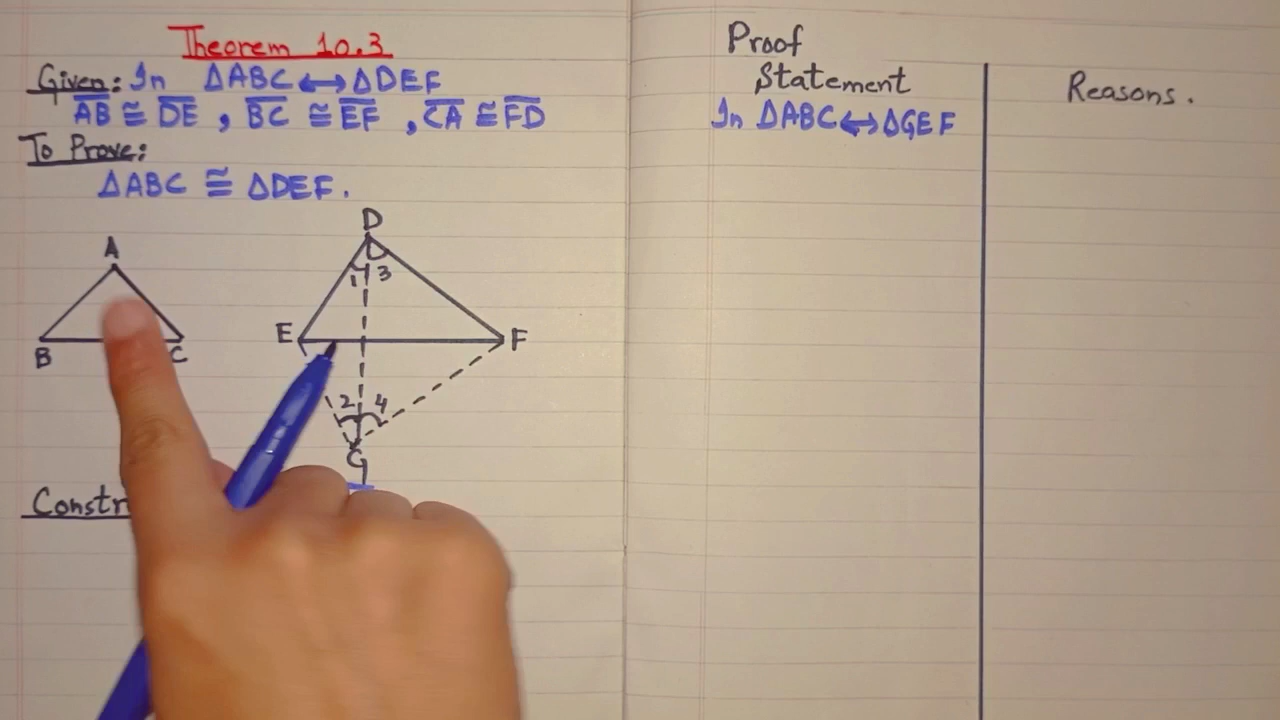 Theorem 10.3
Given: In ΔABC ↔ ΔDEF
AB ≅ DE , BC ≅ EF , CA ≅ FD
To Prove:
ΔABC ≅ ΔDEF.
D
A
1 3
E F
B C
2 4
G
Proof
Statement
Reasons.
In ΔABC ↔ ΔGEF